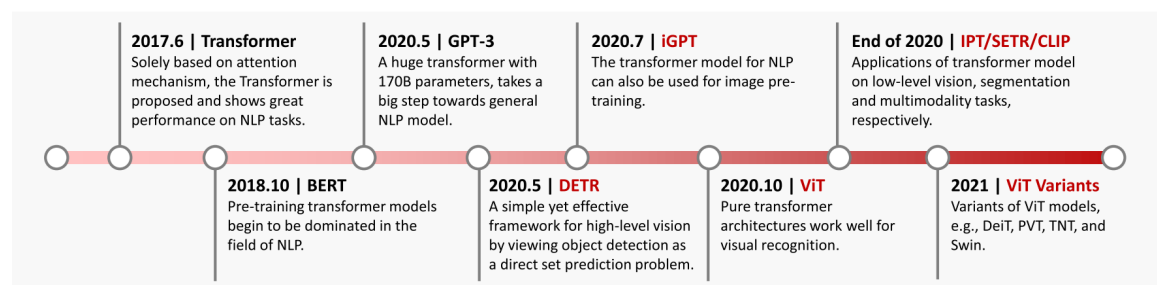 2017.6 | Transformer
Solely based on attention
mechanism, the Transformer is
proposed and shows great
performance on NLP tasks.
2018.10 | BERT
Pre-training transformer models
begin to be dominated in the
field of NLP.
2020.5 | GPT-3
A huge transformer with
170B parameters, takes a
big step towards general
NLP model.
2020.5 | DETR
A simple yet effective
framework for high-level vision
by viewing object detection as
a direct set prediction problem.
2020.7 | iGPT
The transformer model for NLP
can also be used for image pre-
training.
2020.10 | ViT
Pure transformer
architectures work well for
visual recognition.
End of 2020 | IPT/SETR/CLIP
Applications of transformer model
on low-level vision, segmentation
and multimodality tasks,
respectively.
2021 | ViT Variants
Variants of ViT models,
e.g., DeiT, PVT, TNT, and
Swin.